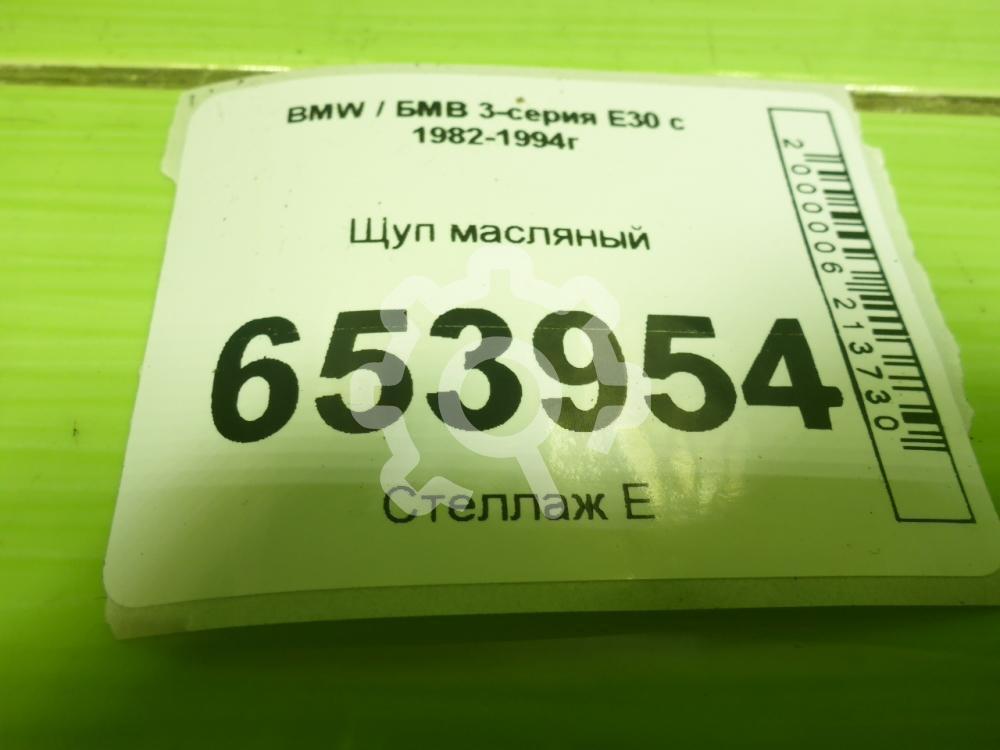 BMW / БМВ 3-серия E30 с
1982-1994г
Щуп масляный
653954
Стеллаж Е
2000006213730